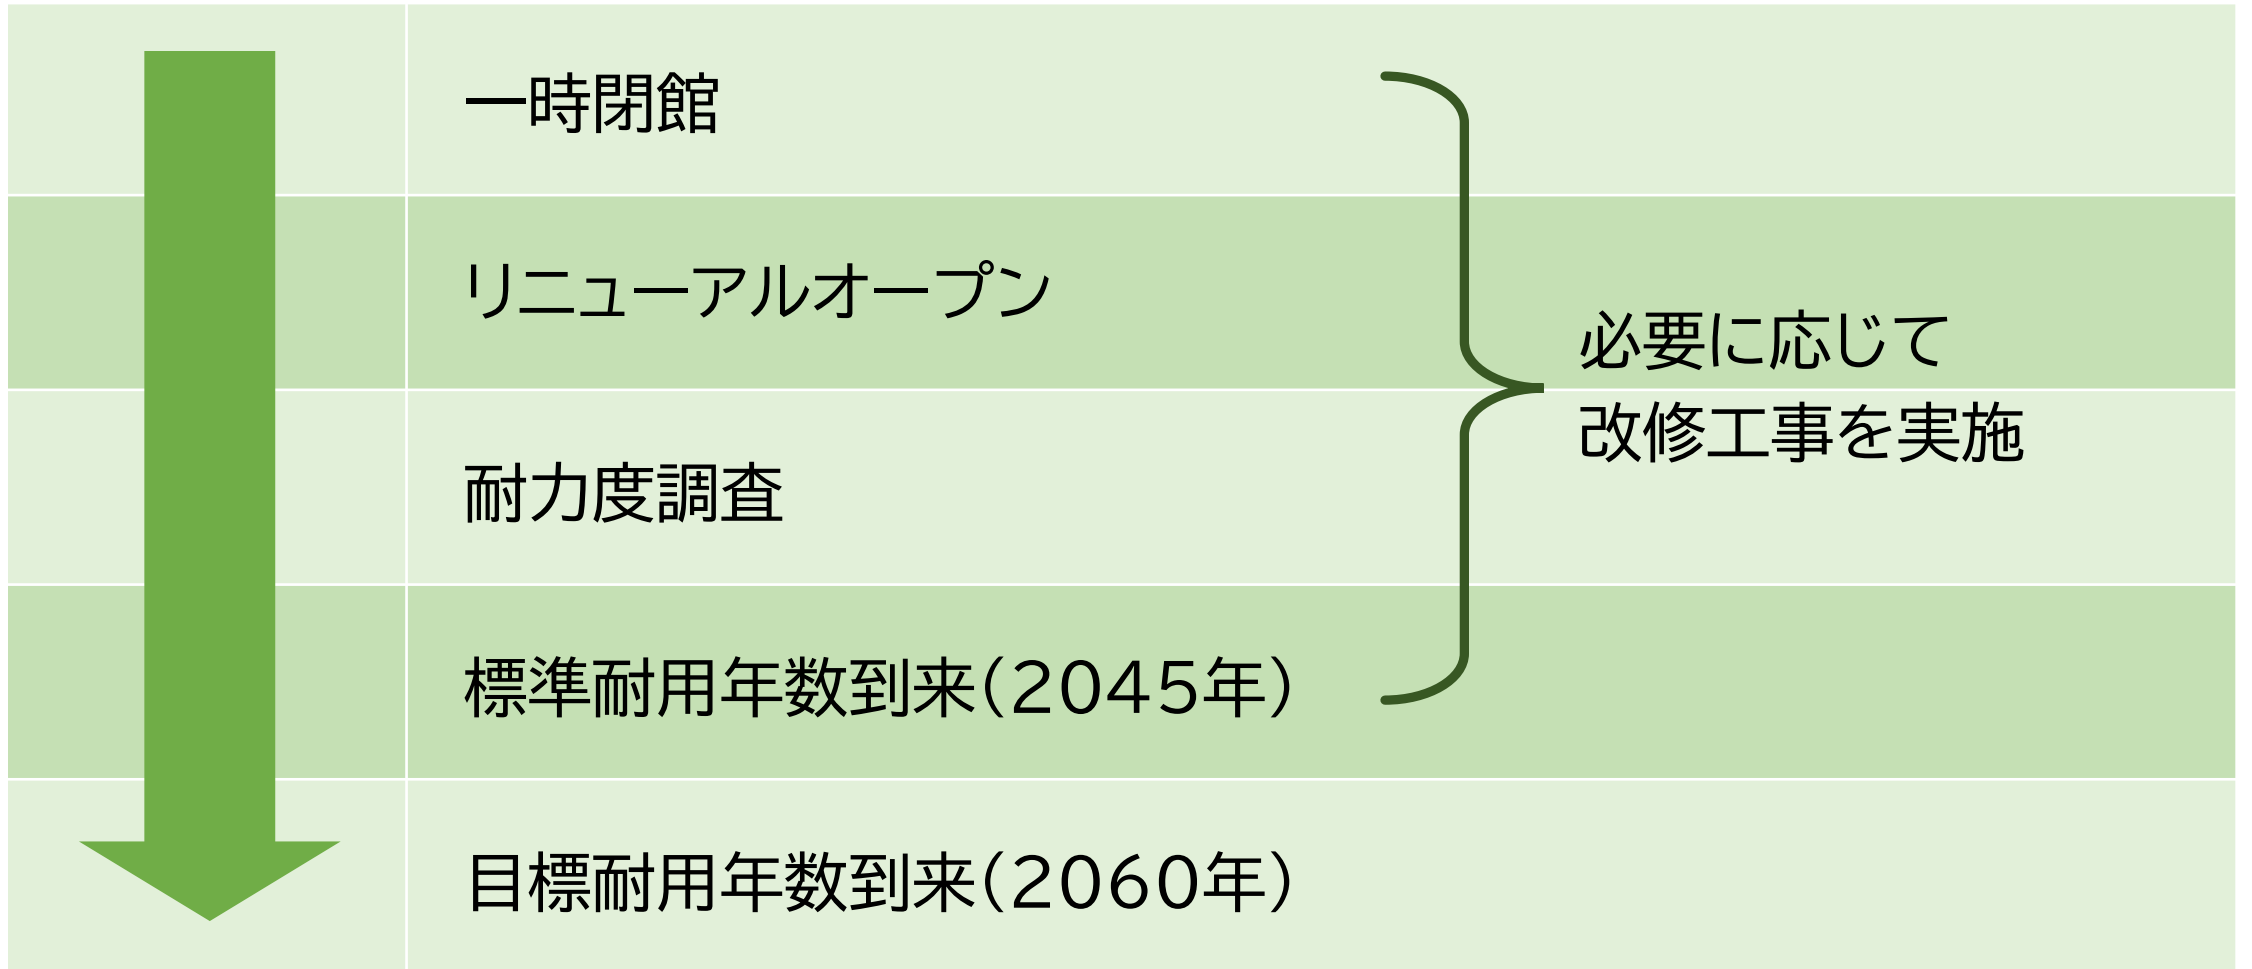 一時閉館
リニューアルオープン
必要に応じて
改修工事を実施
耐力度調査
標準耐用年数到来（2045年）
目標耐用年数到来（2060年）